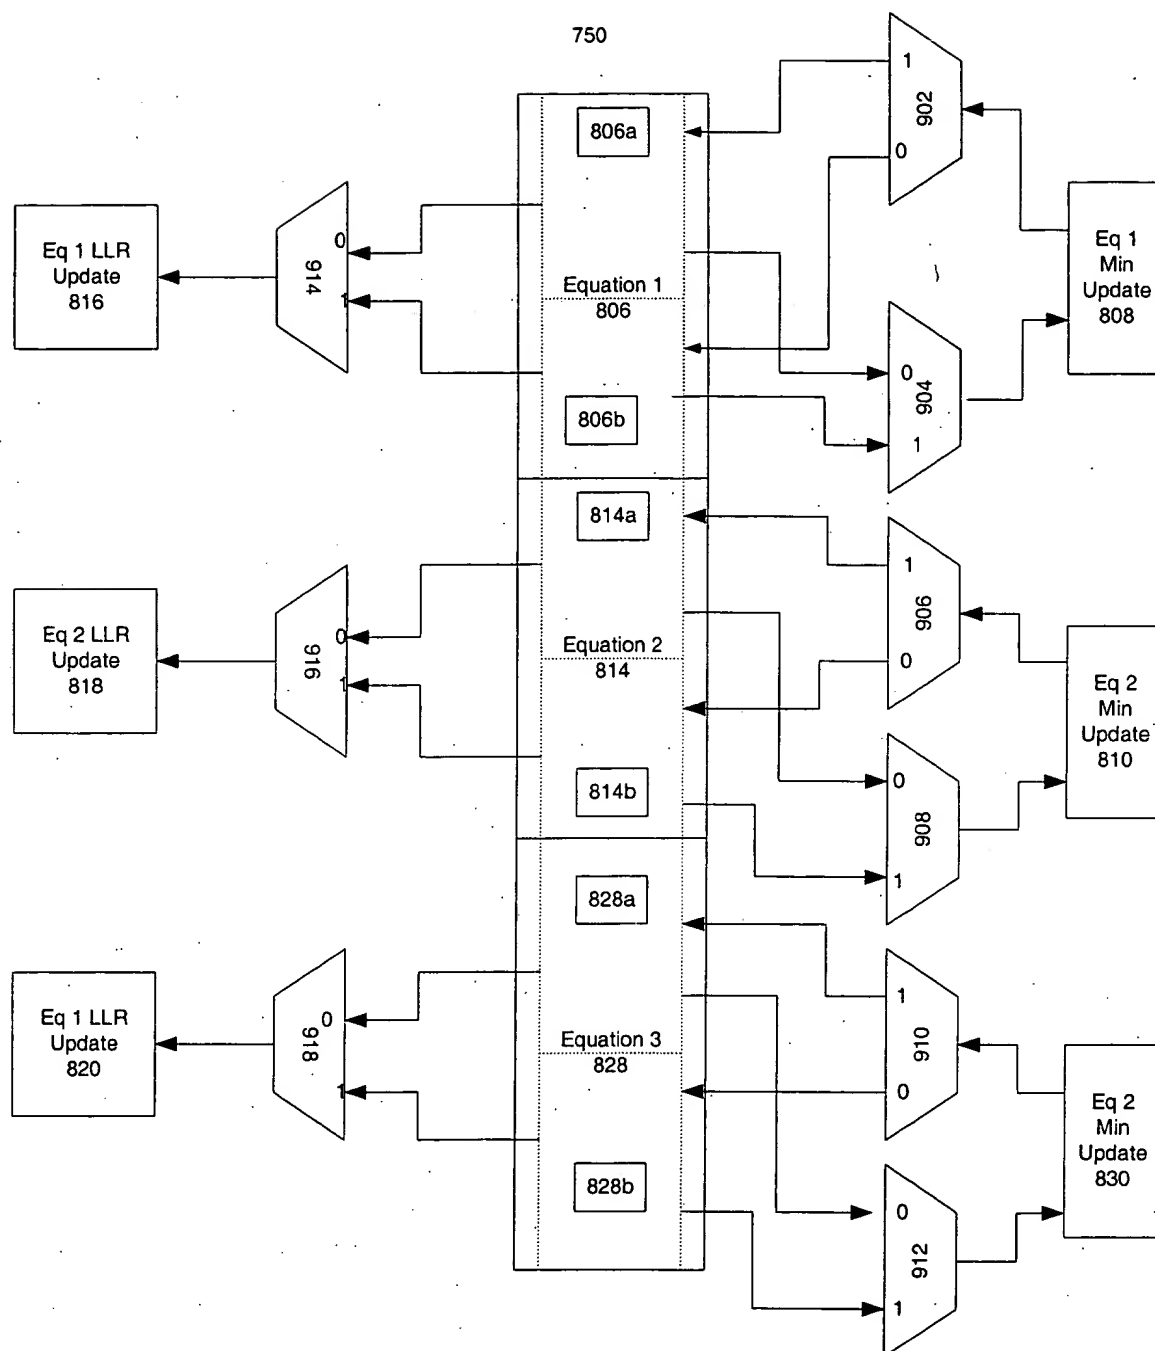 750
1
902
0
806a
Eq 1 LLR
Update
816
0
914
1
Equation 1
806
Eq 1
Min
Update
808
0
904
1
806b
814a
1
906
0
Eq 2 LLR
Update
818
0
916
1
Equation 2
814
Eq 2
Min
Update
810
0
908
1
814b
828a
1
910
0
Eq 1 LLR
Update
820
0
918
1
Equation 3
828
Eq 2
Min
Update
830
828b
0
912
1